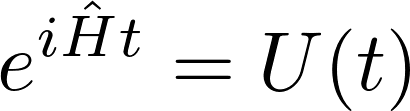 e^{i\hat{H}t} = U(t)